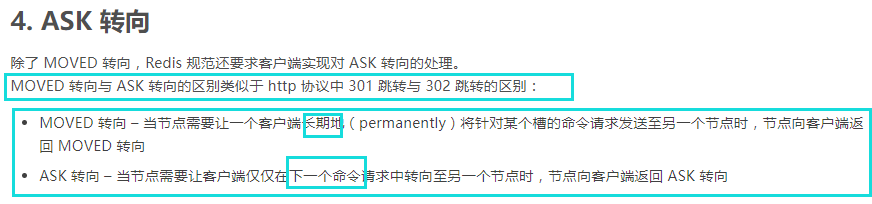 4. ASK 转向
除了 MOVED 转向，Redis 规范还要求客户端实现对 ASK 转向的处理。
MOVED 转向与 ASK 转向的区别类似于 http 协议中 301 跳转与 302 跳转的区别：
• MOVED 转向 – 当节点需要让一个客户端长期地（permanently）将针对某个槽的命令请求发送至另一个节点时，节点向客户端返
回 MOVED 转向
• ASK 转向 – 当节点需要让客户端仅仅在下一个命令请求中转向至另一个节点时，节点向客户端返回 ASK 转向